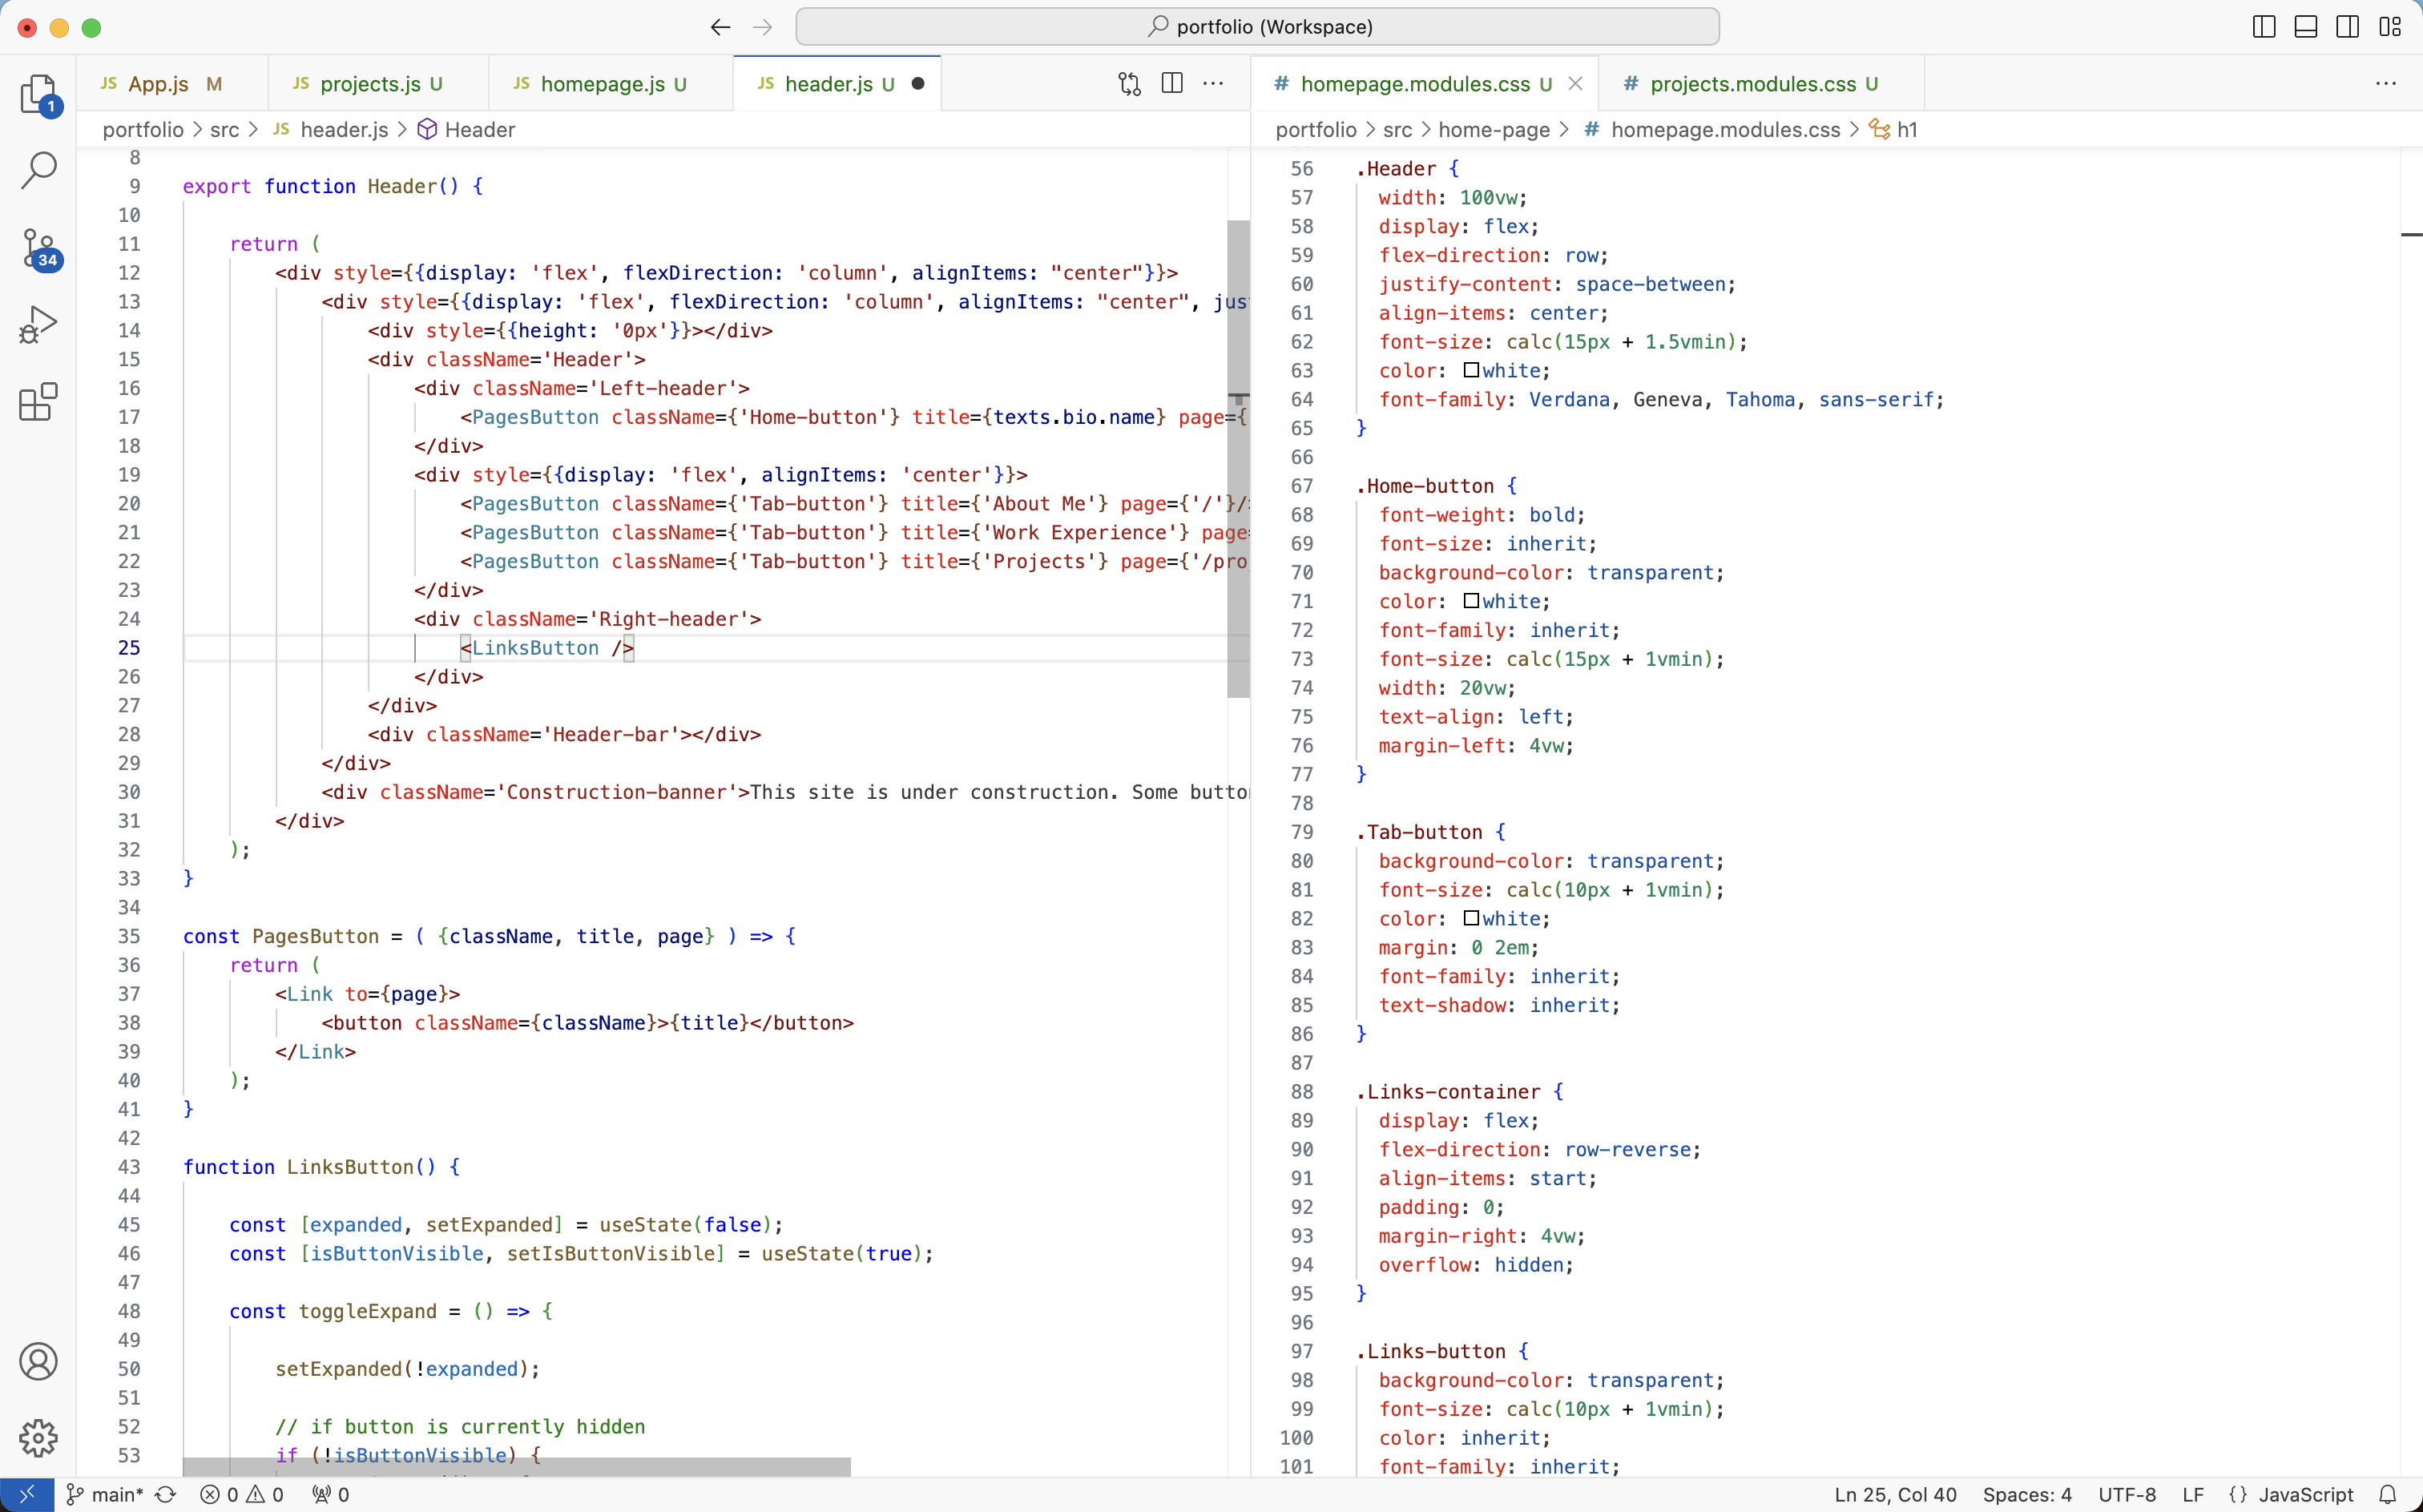 portfolio (Workspace)
JS App.js M
JS projects.js U
JS homepage.js U
JS header.js U
# homepage.modules.css U
# projects.modules.css U
portfolio > src > JS header.js > Header
portfolio > src > home-page > # homepage.modules.css > h1
1
34
8
9 export function Header() {
10
11 return (
12 <div style={{display: 'flex', flexDirection: 'column', alignItems: "center"}}>
13 <div style={{display: 'flex', flexDirection: 'column', alignItems: "center", jus
14 <div style={{height: '0px'}}></div>
15 <div className='Header'>
16 <div className='Left-header'>
17 <PagesButton className={'Home-button'} title={texts.bio.name} page={
18 </div>
19 <div style={{display: 'flex', alignItems: 'center'}}>
20 <PagesButton className={'Tab-button'} title={'About Me'} page={'/'}/>
21 <PagesButton className={'Tab-button'} title={'Work Experience'} page=
22 <PagesButton className={'Tab-button'} title={'Projects'} page={'/pro
23 </div>
24 <div className='Right-header'>
25 <LinksButton />
26 </div>
27 </div>
28 <div className='Header-bar'></div>
29 </div>
30 <div className='Construction-banner'>This site is under construction. Some butto
31 </div>
32 );
33 }
34
35 const PagesButton = ( {className, title, page} ) => {
36 return (
37 <Link to={page}>
38 <button className={className}>{title}</button>
39 </Link>
40 );
41 }
42
43 function LinksButton() {
44
45 const [expanded, setExpanded] = useState(false);
46 const [isButtonVisible, setIsButtonVisible] = useState(true);
47
48 const toggleExpand = () => {
49
50 setExpanded(!expanded);
51
52 // if button is currently hidden
53 if (!isButtonVisible) {
56 .Header {
57 width: 100vw;
58 display: flex;
59 flex-direction: row;
60 justify-content: space-between;
61 align-items: center;
62 font-size: calc(15px + 1.5vmin);
63 color: white;
64 font-family: Verdana, Geneva, Tahoma, sans-serif;
65 }
66
67 .Home-button {
68 font-weight: bold;
69 font-size: inherit;
70 background-color: transparent;
71 color: white;
72 font-family: inherit;
73 font-size: calc(15px + 1vmin);
74 width: 20vw;
75 text-align: left;
76 margin-left: 4vw;
77 }
78
79 .Tab-button {
80 background-color: transparent;
81 font-size: calc(10px + 1vmin);
82 color: white;
83 margin: 0 2em;
84 font-family: inherit;
85 text-shadow: inherit;
86 }
87
88 .Links-container {
89 display: flex;
90 flex-direction: row-reverse;
91 align-items: start;
92 padding: 0;
93 margin-right: 4vw;
94 overflow: hidden;
95 }
96
97 .Links-button {
98 background-color: transparent;
99 font-size: calc(10px + 1vmin);
100 color: inherit;
101 font-family: inherit;
main* 0 0 0 Ln 25, Col 40 Spaces: 4 UTF-8 LF {} JavaScript